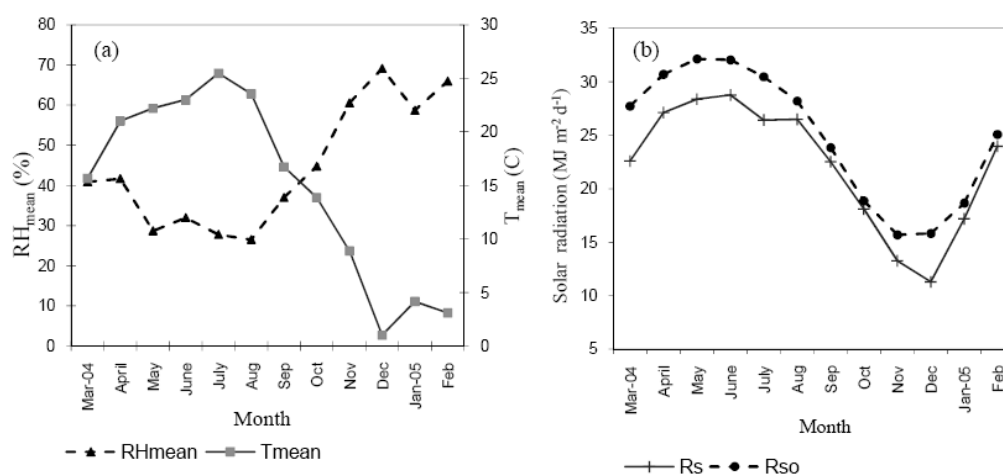 (a)
80
70
60
50
40
30
20
10
0
RHmean (%)
30
25
20
15
10
5
0
Tmean (C)
Mar-04
April
May
June
July
Aug
Sep
Oct
Nov
Dec
Jan-05
Feb
Month
RHmean
Tmean
(b)
35
30
25
20
15
10
5
Solar radiation (MJ m-2 d-1)
Mar-04
April
May
June
July
Aug
Sep
Oct
Nov
Dec
Jan-05
Feb
Month
Rs
Rso